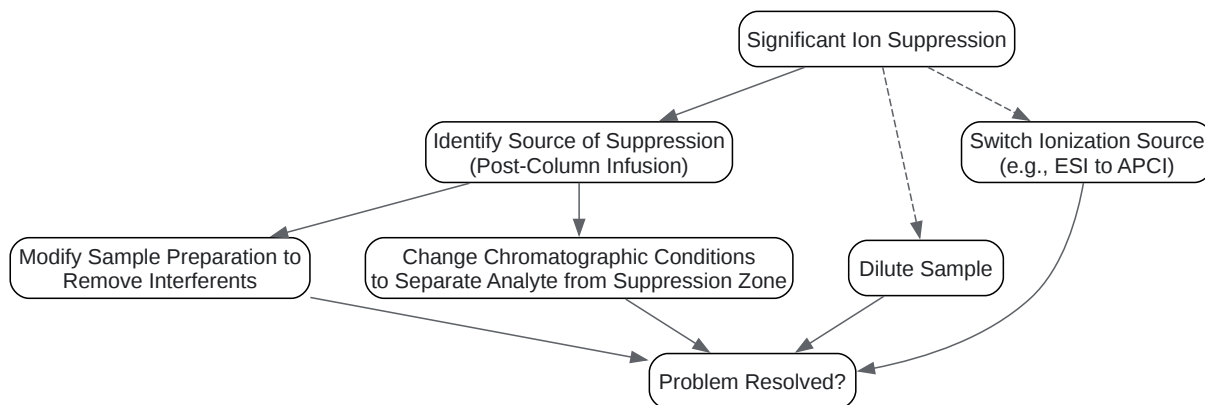 Significant Ion Suppression
Identify Source of Suppression
(Post-Column Infusion)
Switch Ionization Source
(e.g., ESI to APCI)
Modify Sample Preparation to
Remove Interferents
Change Chromatographic Conditions
to Separate Analyte from Suppression Zone
Dilute Sample
Problem Resolved?